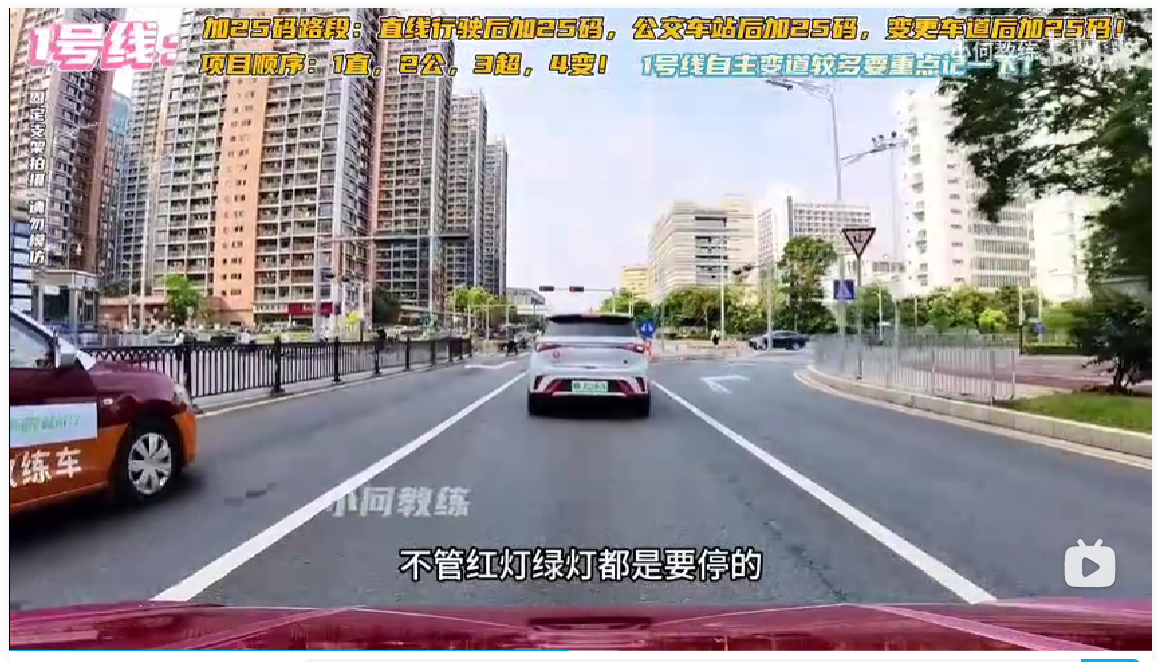 1号线:
加25码路段：直线行驶后加25码，公交车站后加25码，变更车道后加25码！
项目顺序：1直，2公，3超，4变！ 1号线自主变道较多要重点记一下！
小何教练
固定支架拍摄 请勿模仿
教练车
小何教练
不管红灯绿灯都是要停的